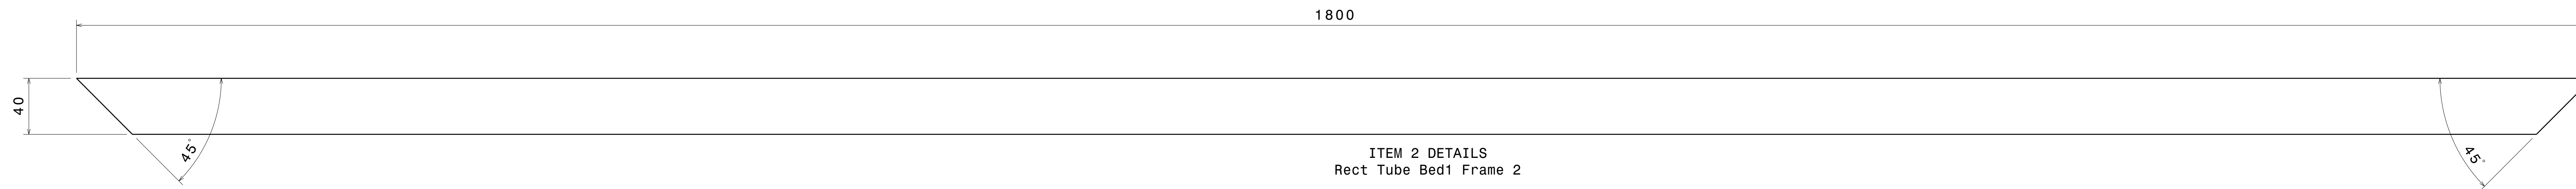 1800
40
45°
45°
ITEM 2 DETAILS
Rect Tube Bed1 Frame 2